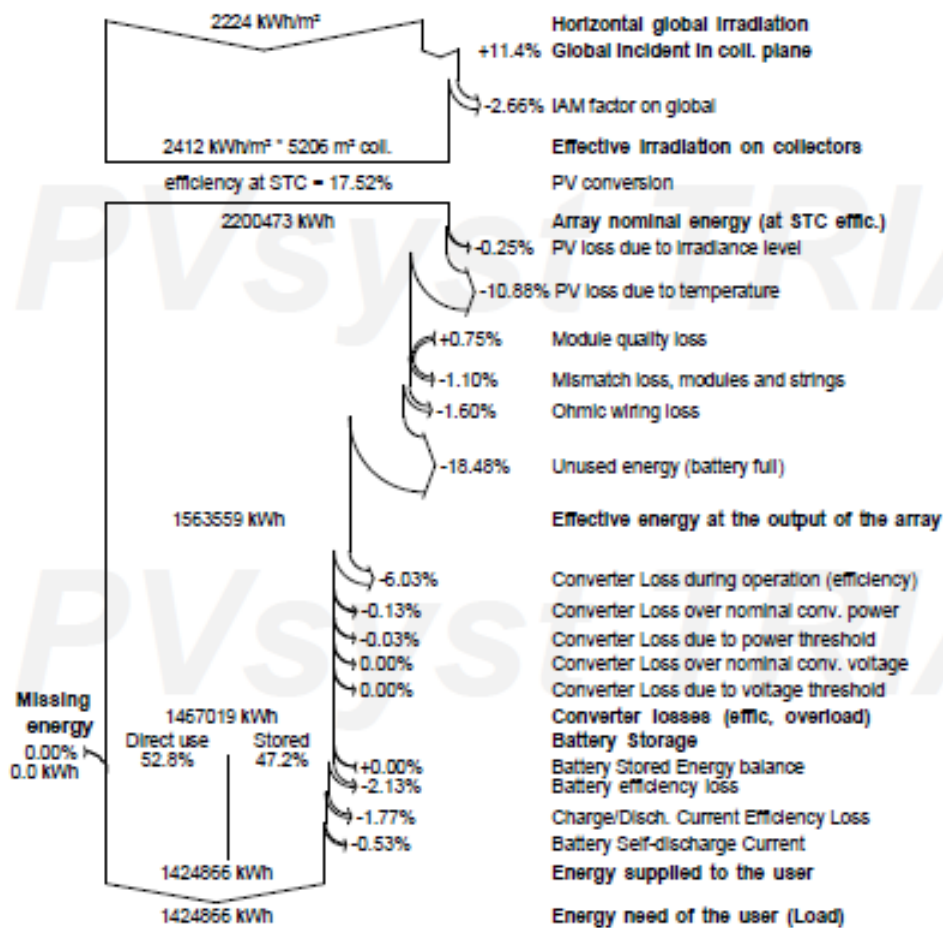 2224 kWh/m² Horizontal global irradiation
+11.4% Global incident in coll. plane
-2.66% IAM factor on global
2412 kWh/m² * 5206 m² coll. Effective irradiation on collectors
efficiency at STC = 17.52% PV conversion
2200473 kWh Array nominal energy (at STC effic.)
-0.25% PV loss due to irradiance level
PVsyst TRIA
-10.88% PV loss due to temperature
+0.75% Module quality loss
-1.10% Mismatch loss, modules and strings
-1.60% Ohmic wiring loss
-18.48% Unused energy (battery full)
1563559 kWh Effective energy at the output of the array
-6.03% Converter Loss during operation (efficiency)
-0.13% Converter Loss over nominal conv. power
PVsyst TRIA
-0.03% Converter Loss due to power threshold
0.00% Converter Loss over nominal conv. voltage
0.00% Converter Loss due to voltage threshold
Missing
energy
0.00%
0.0 kWh
1467019 kWh Converter losses (effic, overload)
Direct use Stored Battery Storage
52.8% 47.2%
+0.00% Battery Stored Energy balance
-2.13% Battery efficiency loss
-1.77% Charge/Disch. Current Efficiency Loss
-0.53% Battery Self-discharge Current
1424866 kWh Energy supplied to the user
1424866 kWh Energy need of the user (Load)